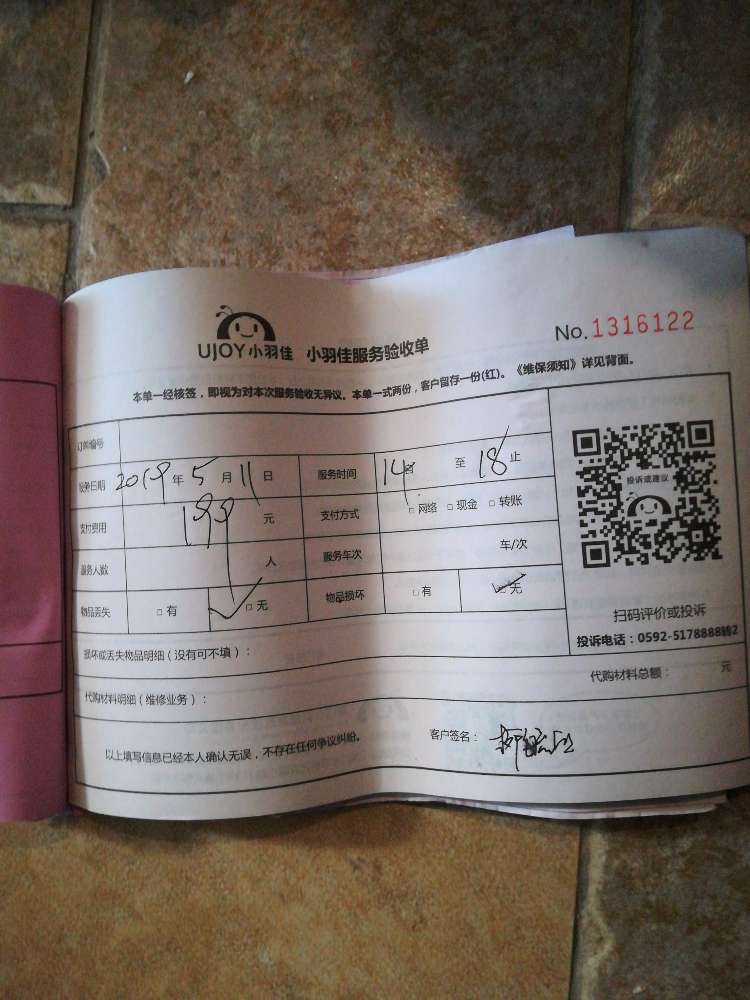 UJOY小羽佳 小羽佳服务验收单
No.1316122
本单一经核签，即视为对本次服务验收无异议。本单一式两份，客户留存一份(红)。《维保须知》详见背面。
订单编号
服务日期 2019年5月11日 服务时间 14 至 18 止
支付费用 199 元 支付方式 □网络 □现金 □转账
服务人数 人 服务车次 车/次
物品丢失 □有 □无 物品损坏 □有 □无
投诉或建议
扫码评价或投诉
投诉电话：0592-5178888转2
损坏或丢失物品明细（没有可不填）：
代购材料明细（维修业务）： 代购材料总额： 元
以上填写信息已经本人确认无误，不存在任何争议纠纷。 客户签名：